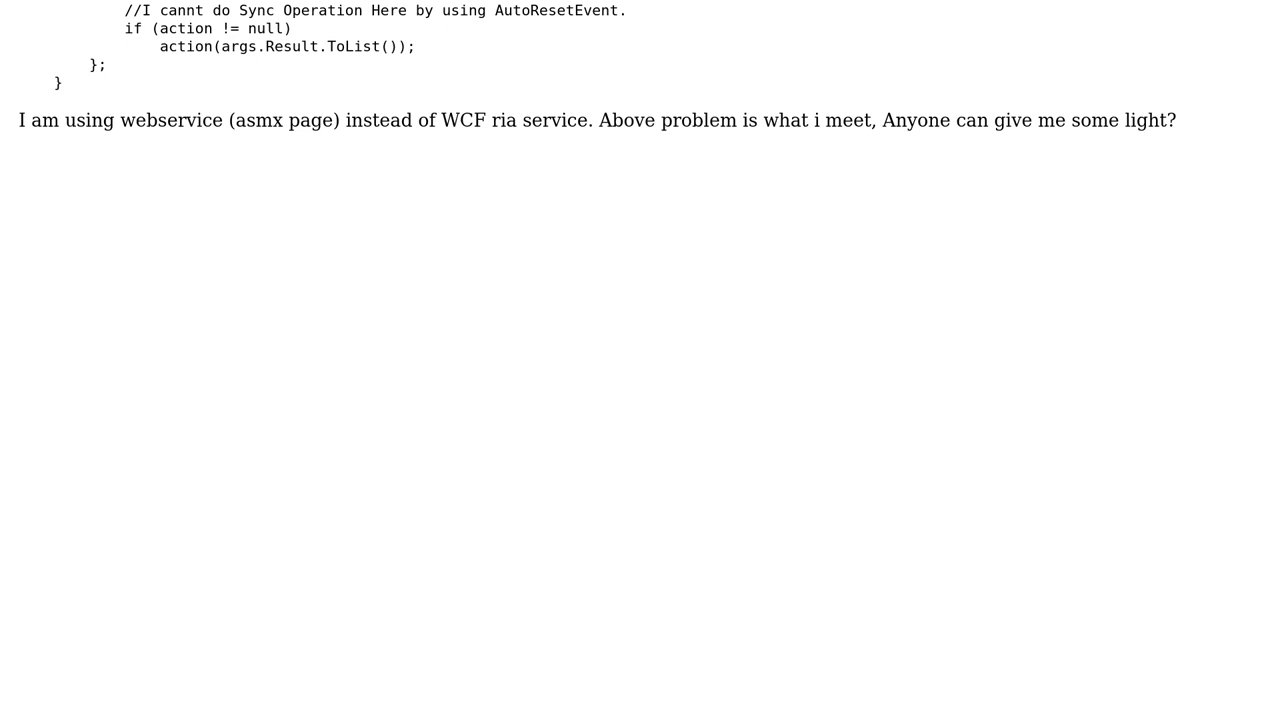 //I cannt do Sync Operation Here by using AutoResetEvent.
if (action != null)
action(args.Result.ToList());
};
}
I am using webservice (asmx page) instead of WCF ria service. Above problem is what i meet, Anyone can give me some light?